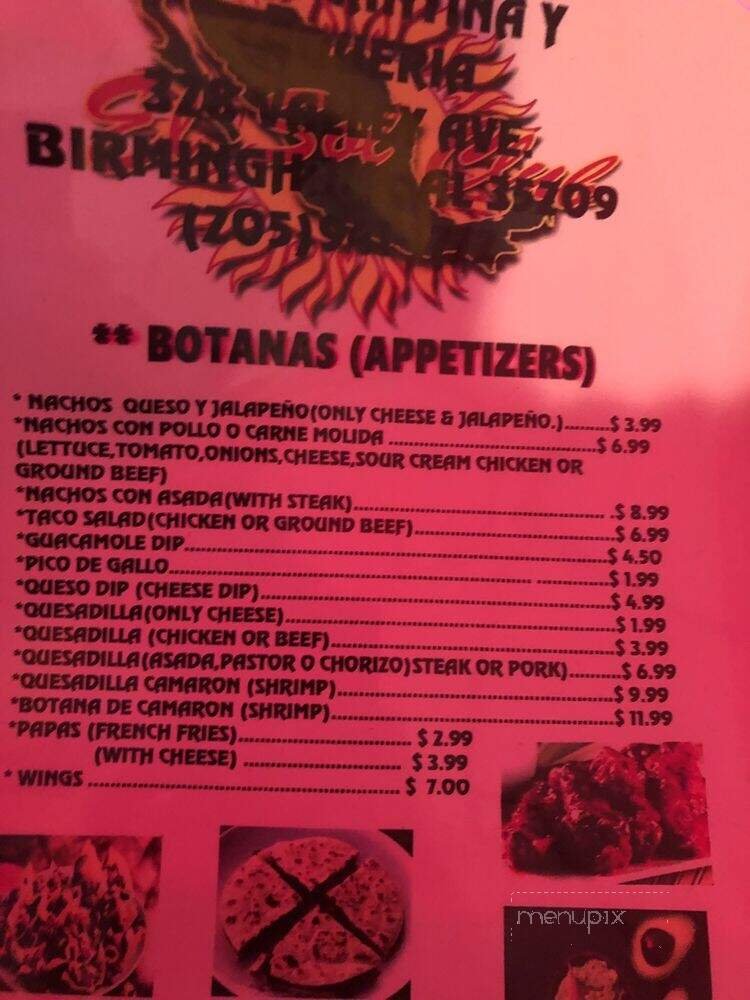 Y
ERIA
328 VALLEY AVE.
BIRMINGH AL 35209
(205)9
** BOTANAS (APPETIZERS)
* NACHOS QUESO Y JALAPEÑO(ONLY CHEESE & JALAPEÑO.)........$ 3.99
*NACHOS CON POLLO O CARNE MOLIDA ........................................$ 6.99
(LETTUCE,TOMATO,ONIONS,CHEESE,SOUR CREAM CHICKEN OR
GROUND BEEF)
*NACHOS CON ASADA(WITH STEAK)................................................ .$ 8.99
*TACO SALAD(CHICKEN OR GROUND BEEF)......................................$ 6.99
*GUACAMOLE DIP................................................................................$ 4.50
*PICO DE GALLO.................................................................... .............$ 1.99
*QUESO DIP (CHEESE DIP)..................................................................$ 4.99
*QUESADILLA(ONLY CHEESE)..............................................................$ 1.99
*QUESADILLA (CHICKEN OR BEEF)......................................................$ 3.99
*QUESADILLA(ASADA,PASTOR O CHORIZO)STEAK OR PORK)..........$ 6.99
*QUESADILLA CAMARON (SHRIMP)....................................................$ 9.99
*BOTANA DE CAMARON (SHRIMP)......................................................$ 11.99
*PAPAS (FRENCH FRIES)................................. $ 2.99
(WITH CHEESE) .............................. $ 3.99
* WINGS ........................................................... $ 7.00
menupix